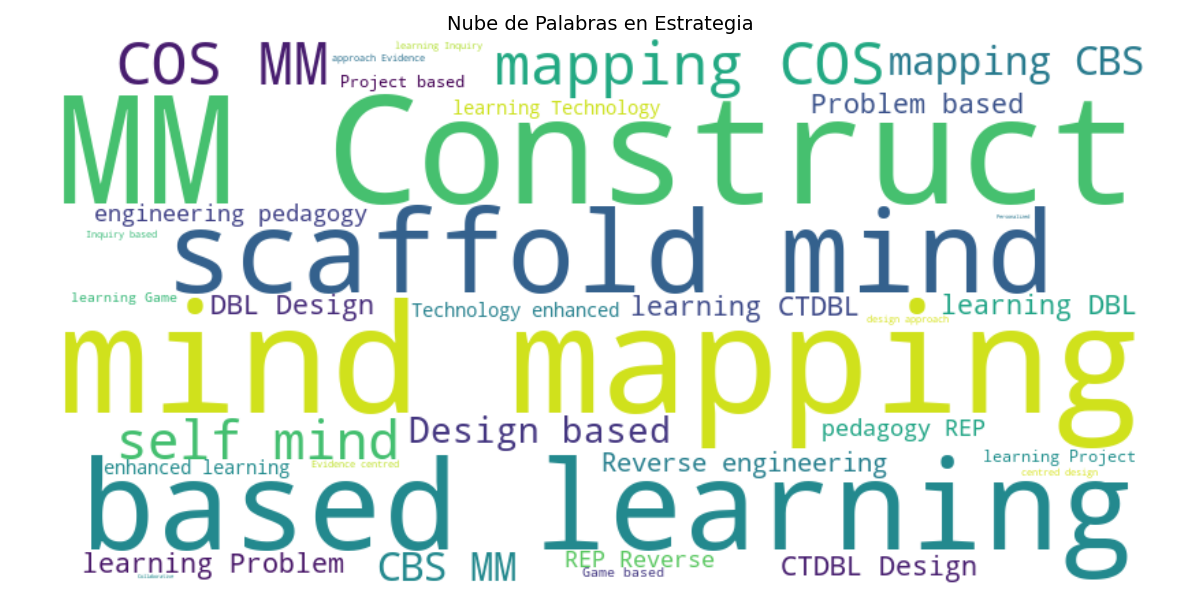 Nube de Palabras en Estrategia
learning Inquiry
COS MM
approach Evidence
mapping
COS
mapping CBS
Project based
MM Construct
learning Technology
Problem based
engineering pedagogy
scaffold mind
Personalized
Inquiry based
learning Game
DBL Design
Technology enhanced
learning CTDBL
learning DBL
design approach
mind mapping
self mind
Design based
pedagogy REP
enhanced learning
Evidence centred
Reverse engineering
learning Project
centred design
based learning
learning Problem
CBS MM
REP Reverse
CTDBL Design
Game based
Collaborative